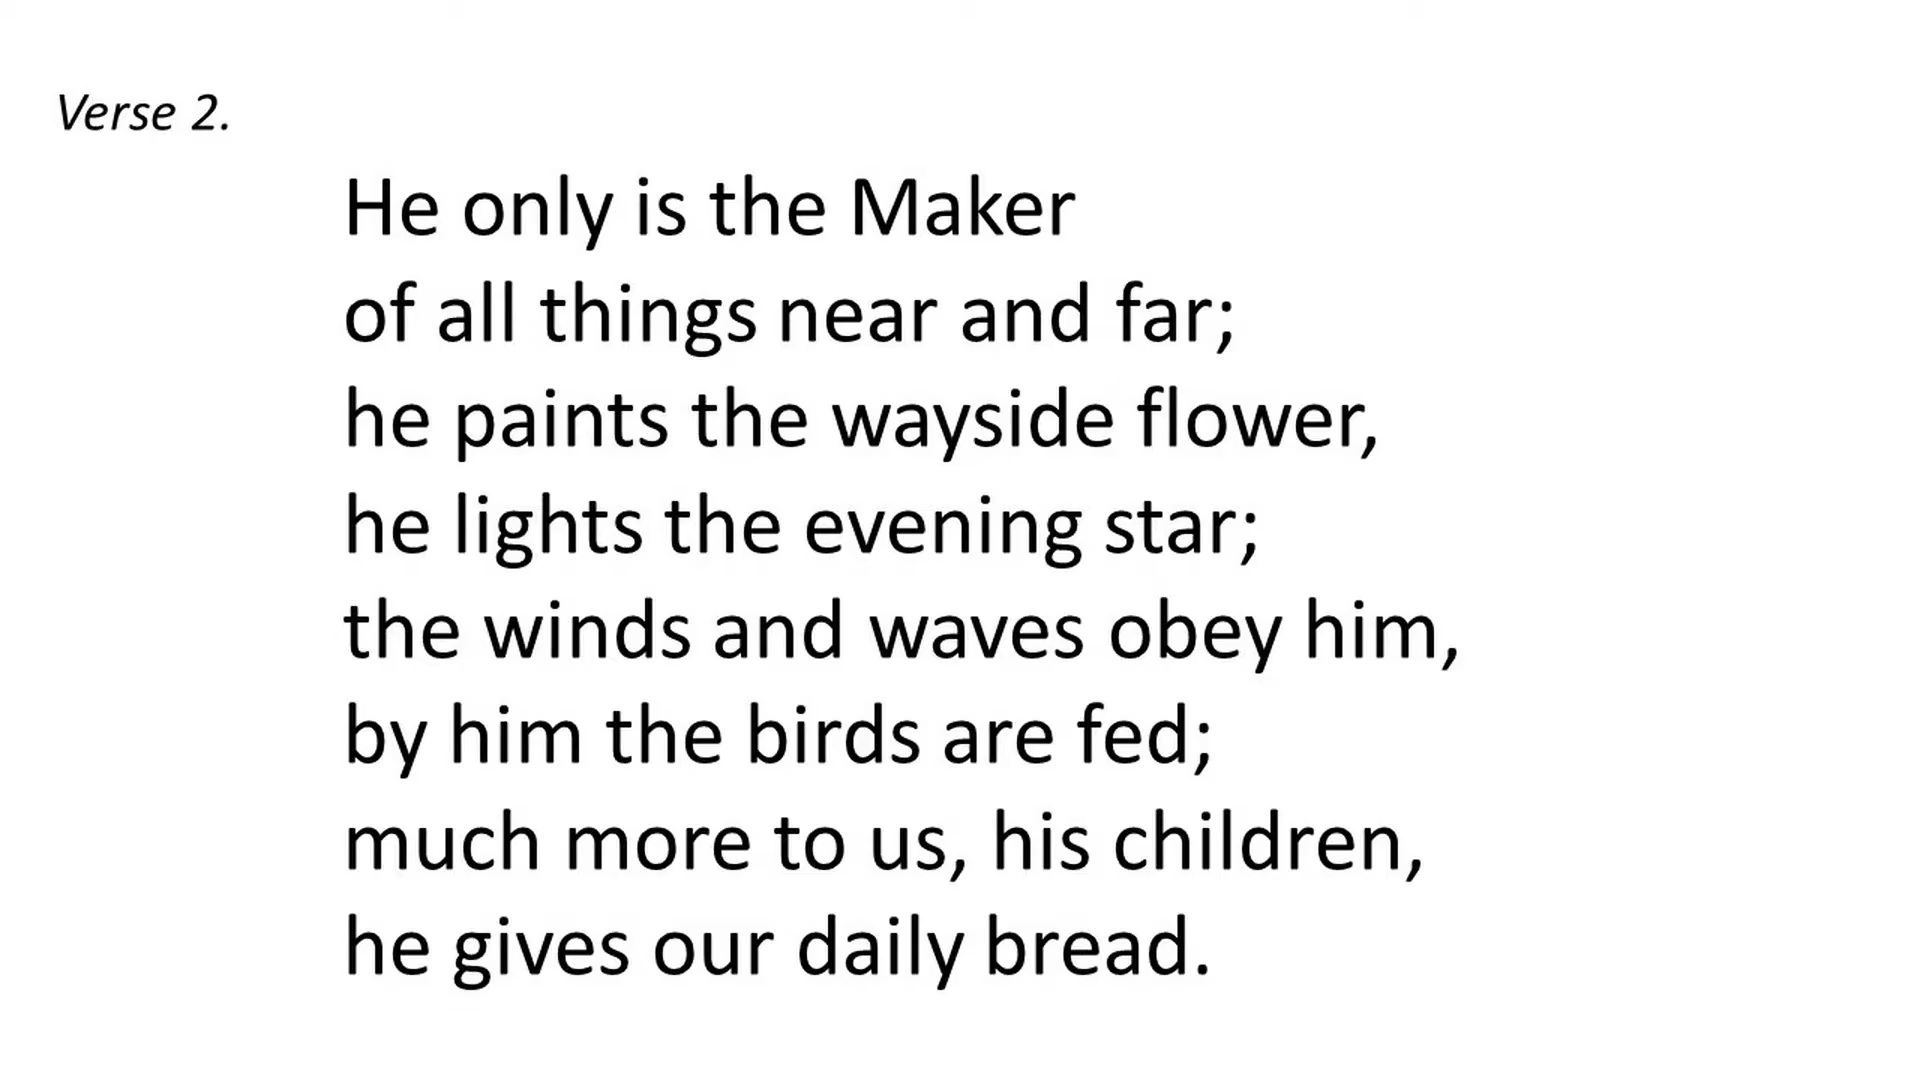 Verse 2.
He only is the Maker
of all things near and far;
he paints the wayside flower,
he lights the evening star;
the winds and waves obey him,
by him the birds are fed;
much more to us, his children,
he gives our daily bread.